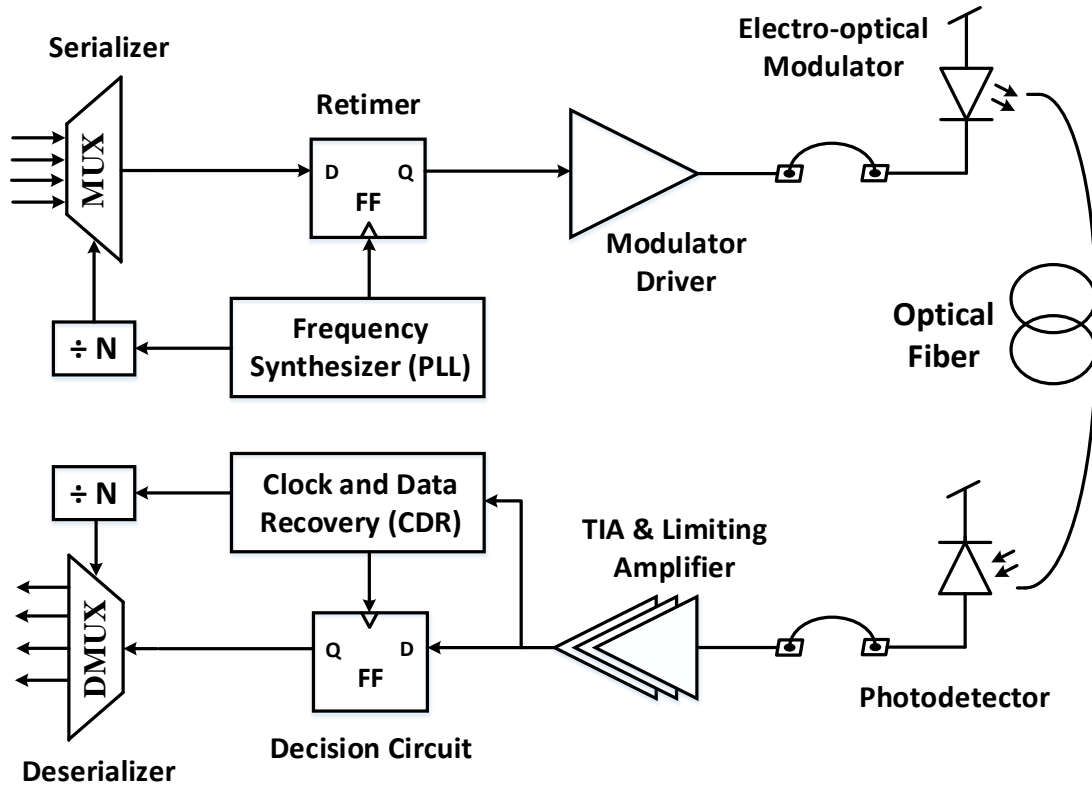 Serializer
MUX
Retimer
D
Q
FF
Electro-optical
Modulator
Modulator
Driver
÷ N
Frequency
Synthesizer (PLL)
Optical
Fiber
÷ N
Clock and Data
Recovery (CDR)
TIA & Limiting
Amplifier
DMUX
Q
D
FF
Photodetector
Decision Circuit
Deserializer